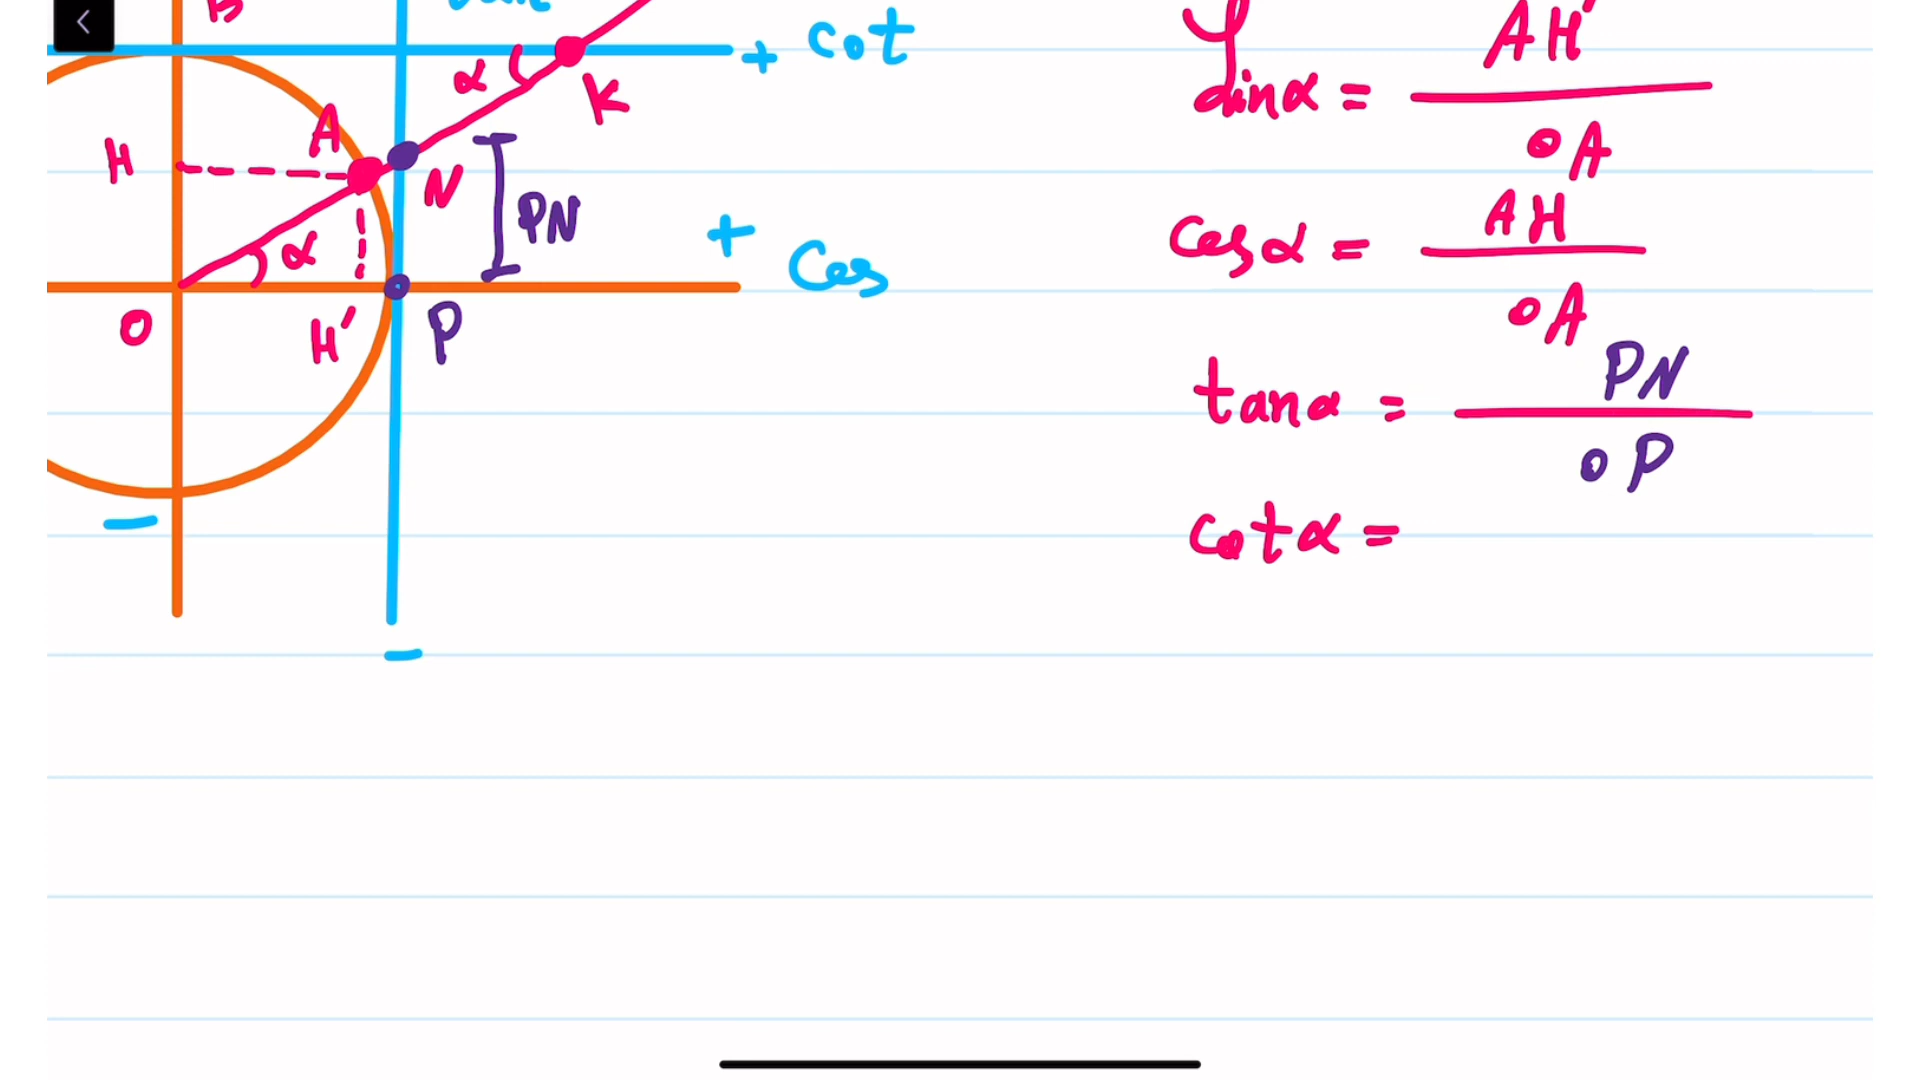 B
+ cot
α
K
A
H
N
PN
α
+ Cos
O
H'
P
−
−
sinα = AH' / OA
Cosα = AH / OA
tanα = PN / OP
Cotα =